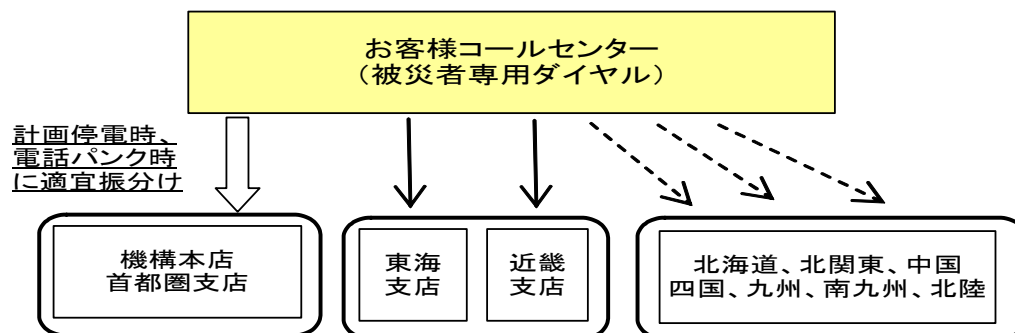 お客様コールセンター
（被災者専用ダイヤル）
計画停電時、
電話パンク時
に適宜振分け
機構本店
首都圏支店
東海
支店
近畿
支店
北海道、北関東、中国
四国、九州、南九州、北陸